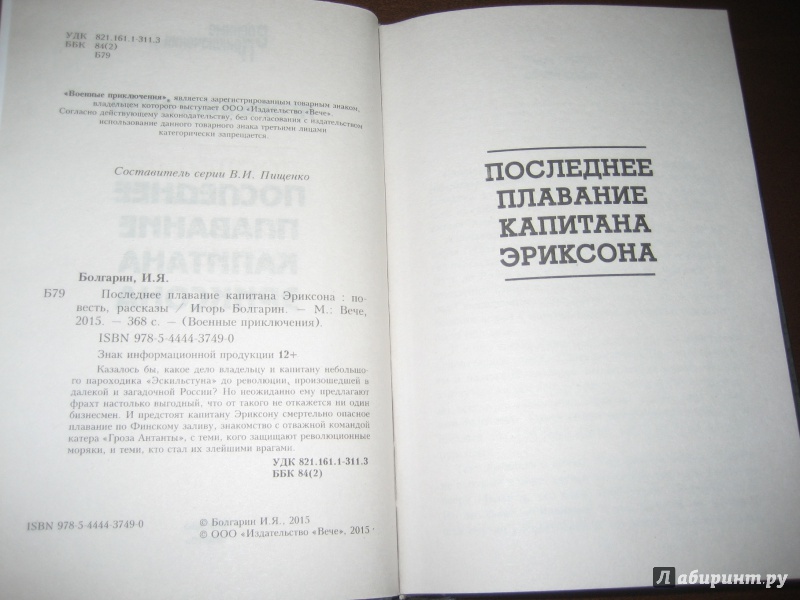 УДК 821.161.1-311.3
ББК 84(2)
Б79
«Военные приключения», является зарегистрированным товарным знаком,
владельцем которого выступает ООО «Издательство «Вече».
Согласно действующему законодательству, без согласования с издательством
использование данного товарного знака третьими лицами
категорически запрещается.
Составитель серии В.И. Пищенко
Болгарин, И.Я.
Б79 Последнее плавание капитана Эриксона : по-
весть, рассказы / Игорь Болгарин. — М.: Вече,
2015. — 368 с. — (Военные приключения).
ISBN 978-5-4444-3749-0
Знак информационной продукции 12+
Казалось бы, какое дело владельцу и капитану небольшо-
го пароходика «Эскильстуна» до революции, произошедшей в
далекой и загадочной России? Но неожиданно ему предлагают
фрахт настолько выгодный, что от такого не откажется ни один
бизнесмен. И предстоят капитану Эриксону смертельно опасное
плавание по Финскому заливу, знакомство с отважной командой
катера «Гроза Антанты», с теми, кого защищают революционные
моряки, и теми, кто стал их злейшими врагами.
УДК 821.161.1-311.3
ББК 84(2)
ISBN 978-5-4444-3749-0
© Болгарин И.Я., 2015
© ООО «Издательство «Вече», 2015
ПОСЛЕДНЕЕ
ПЛАВАНИЕ
КАПИТАНА
ЭРИКСОНА
Лабиринт.ру